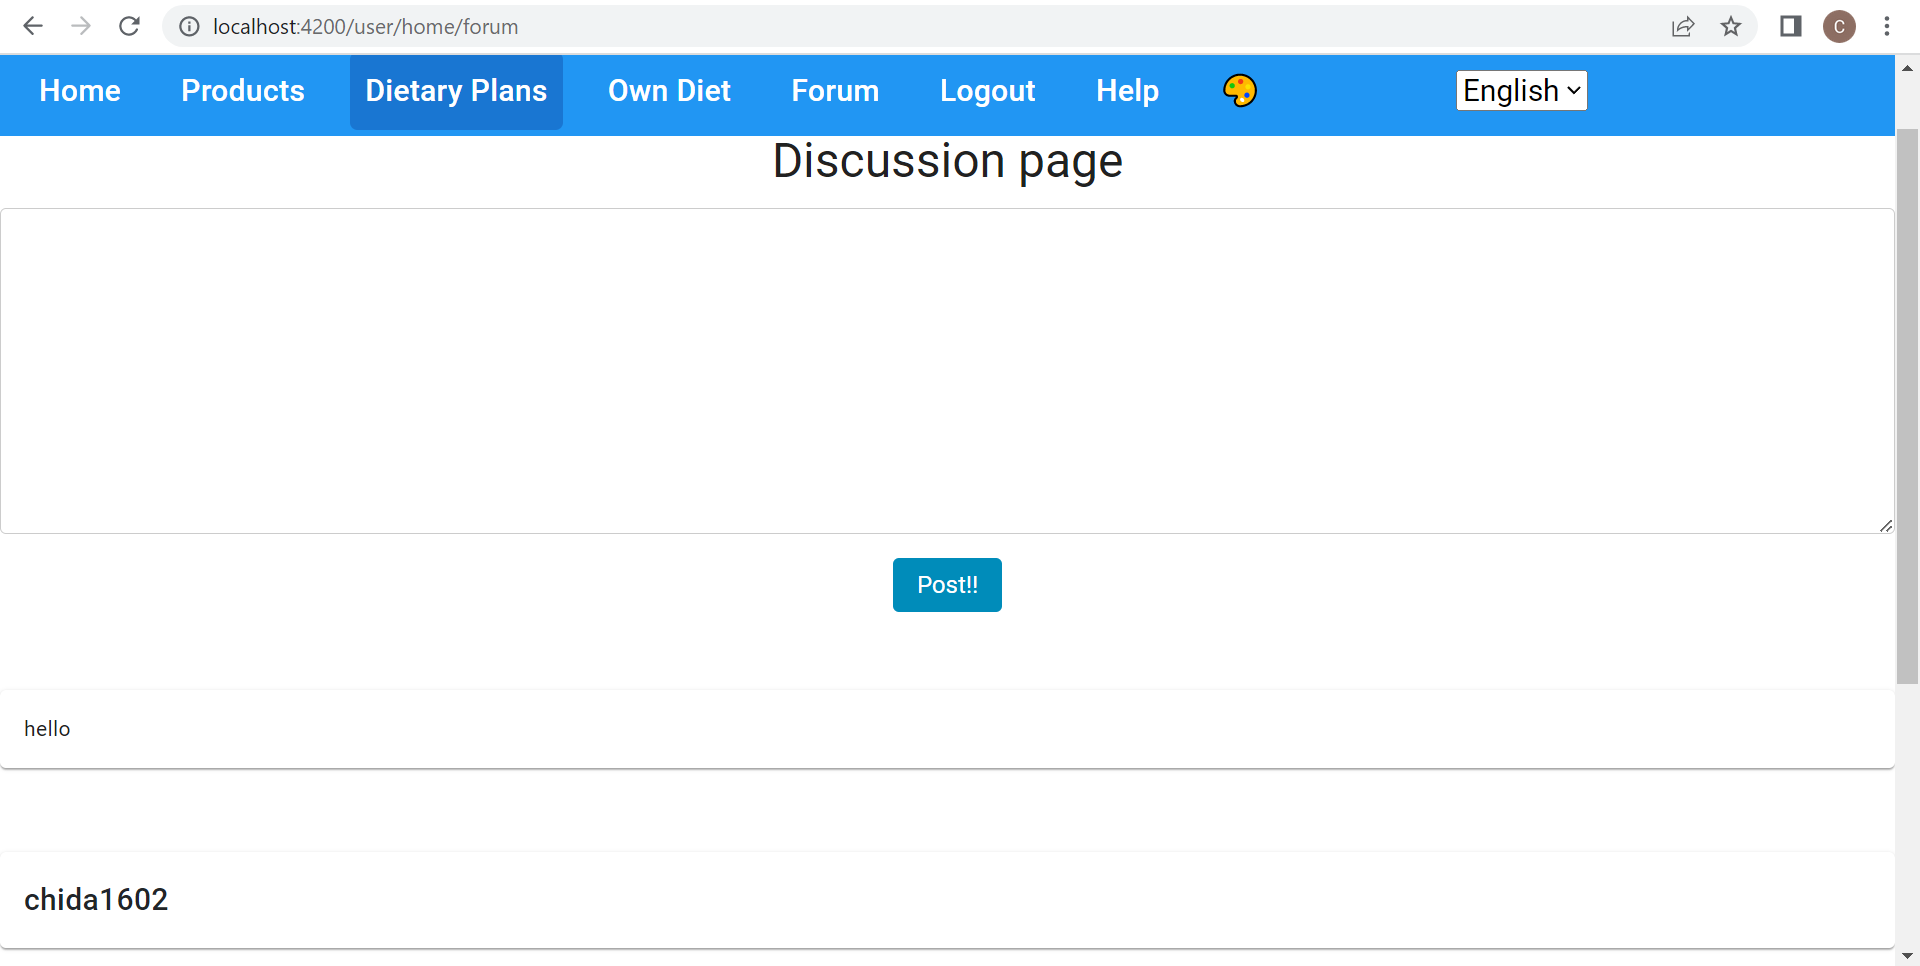 localhost:4200/user/home/forum
C
Home Products Dietary Plans Own Diet Forum Logout Help English
Discussion page
Post!!
hello
chida1602